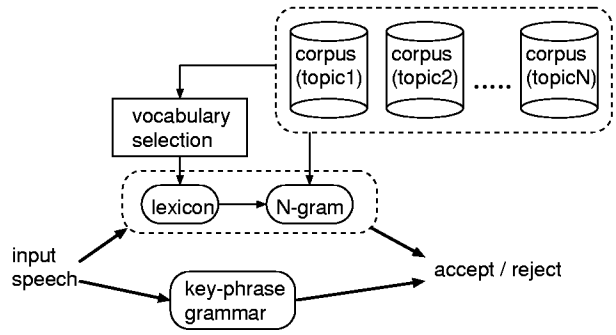 corpus
(topic1)
corpus
(topic2)
.....
corpus
(topicN)
vocabulary
selection
lexicon
N-gram
input
speech
key-phrase
grammar
accept / reject